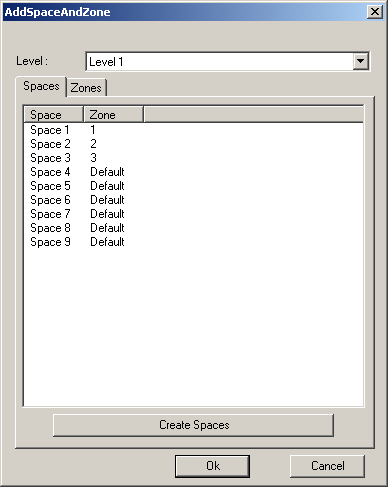 AddSpaceAndZone
Level : Level 1
Spaces Zones
Space Zone
Space 1 1
Space 2 2
Space 3 3
Space 4 Default
Space 5 Default
Space 6 Default
Space 7 Default
Space 8 Default
Space 9 Default
Create Spaces
Ok Cancel